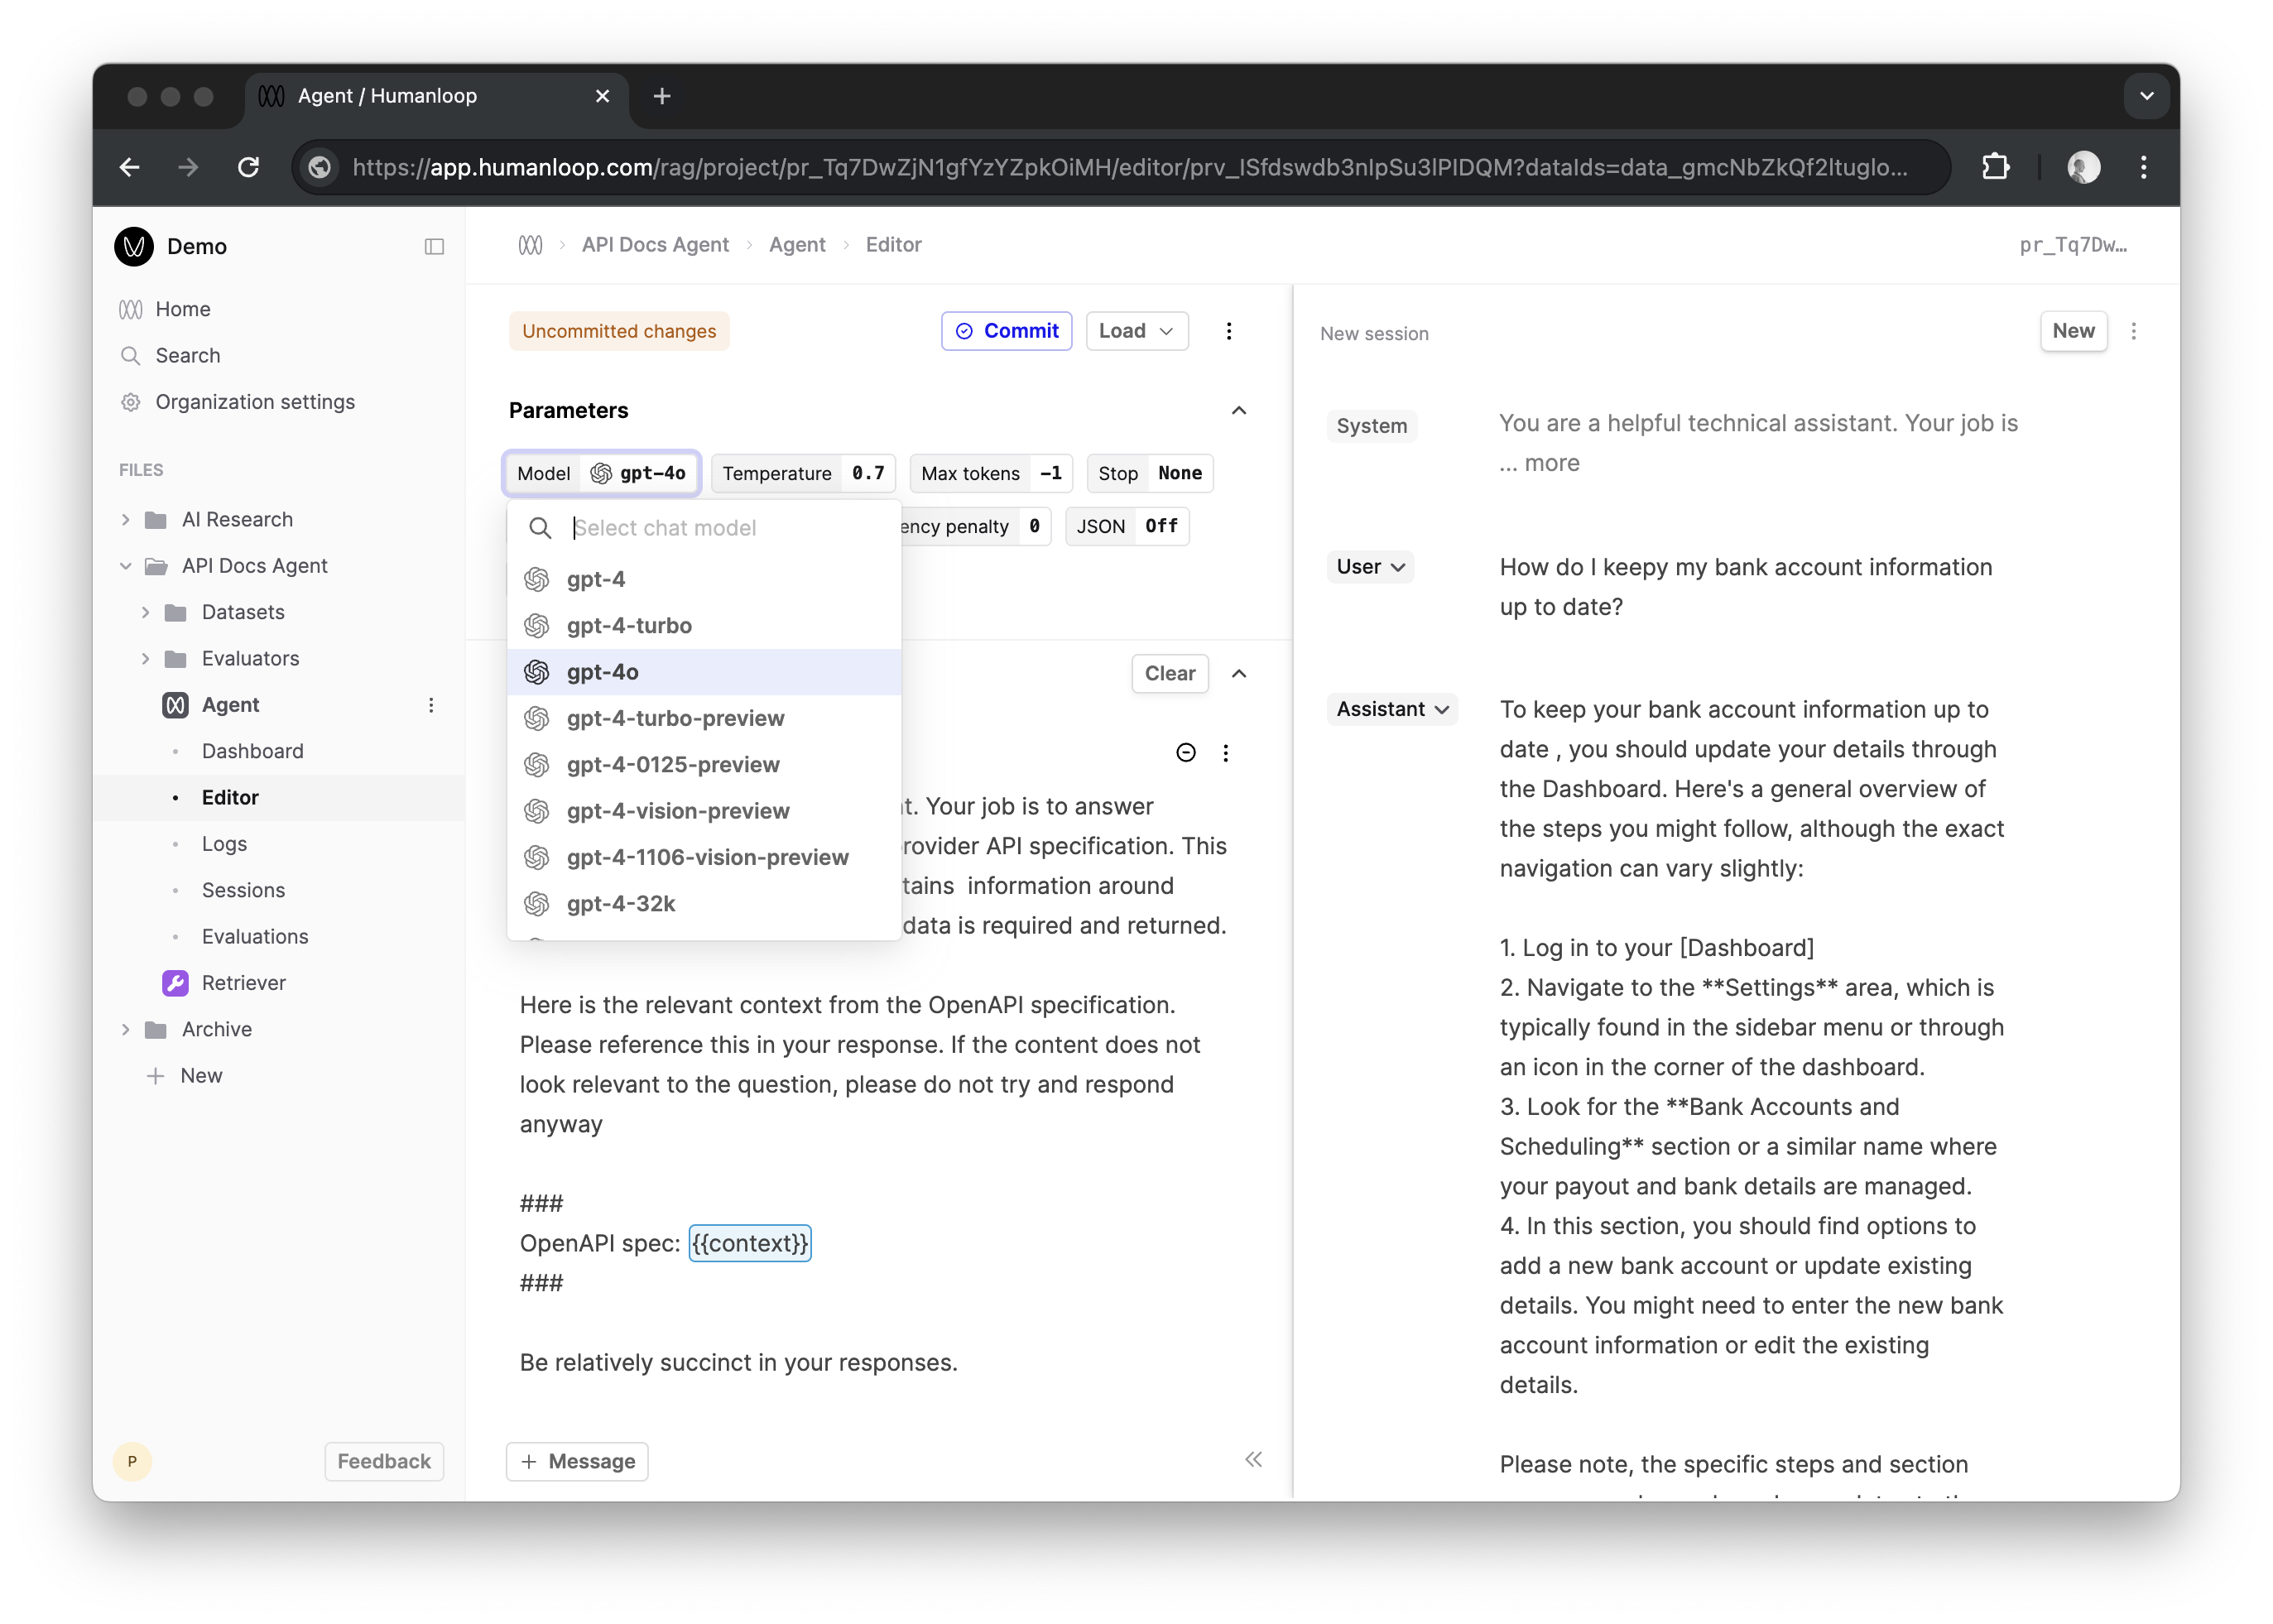 Agent / Humanloop
https://app.humanloop.com/rag/project/pr_Tq7DwZjN1gfYzYZpkOiMH/editor/prv_ISfdswdb3nIpSu3lPIDQM?dataIds=data_gmcNbZkQf2ltuglo...
Demo
Home
Search
Organization settings
FILES
AI Research
API Docs Agent
Datasets
Evaluators
Agent
Dashboard
Editor
Logs
Sessions
Evaluations
Retriever
Archive
New
P
Feedback
API Docs Agent > Agent > Editor
pr_Tq7Dw...
Uncommitted changes
Commit
Load
Parameters
Model gpt-4o
Temperature 0.7
Max tokens -1
Stop None
ency penalty 0
JSON Off
Select chat model
gpt-4
gpt-4-turbo
gpt-4o
gpt-4-turbo-preview
gpt-4-0125-preview
gpt-4-vision-preview
gpt-4-1106-vision-preview
gpt-4-32k
Clear
t. Your job is to answer
rovider API specification. This
tains information around
data is required and returned.
Here is the relevant context from the OpenAPI specification.
Please reference this in your response. If the content does not
look relevant to the question, please do not try and respond
anyway
###
OpenAPI spec: {{context}}
###
Be relatively succinct in your responses.
Message
New session
New
System
You are a helpful technical assistant. Your job is
... more
User
How do I keepy my bank account information
up to date?
Assistant
To keep your bank account information up to
date , you should update your details through
the Dashboard. Here's a general overview of
the steps you might follow, although the exact
navigation can vary slightly:
1. Log in to your [Dashboard]
2. Navigate to the **Settings** area, which is
typically found in the sidebar menu or through
an icon in the corner of the dashboard.
3. Look for the **Bank Accounts and
Scheduling** section or a similar name where
your payout and bank details are managed.
4. In this section, you should find options to
add a new bank account or update existing
details. You might need to enter the new bank
account information or edit the existing
details.
Please note, the specific steps and section